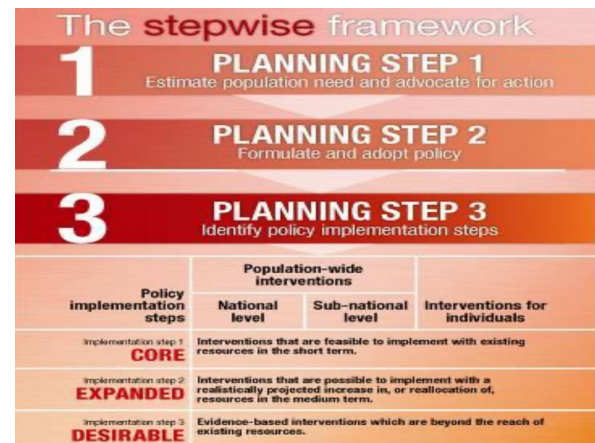 The stepwise framework
1 PLANNING STEP 1
Estimate population need and advocate for action
2 PLANNING STEP 2
Formulate and adopt policy
3 PLANNING STEP 3
Identify policy implementation steps
Policy implementation steps
Population-wide interventions
National level
Sub-national level
Interventions for individuals
Implementation step 1
CORE
Interventions that are feasible to implement with existing
resources in the short term.
Implementation step 2
EXPANDED
Interventions that are possible to implement with a
realistically projected increase in, or reallocation of,
resources in the medium term.
Implementation step 3
DESIRABLE
Evidence-based interventions which are beyond the reach of
existing resources.